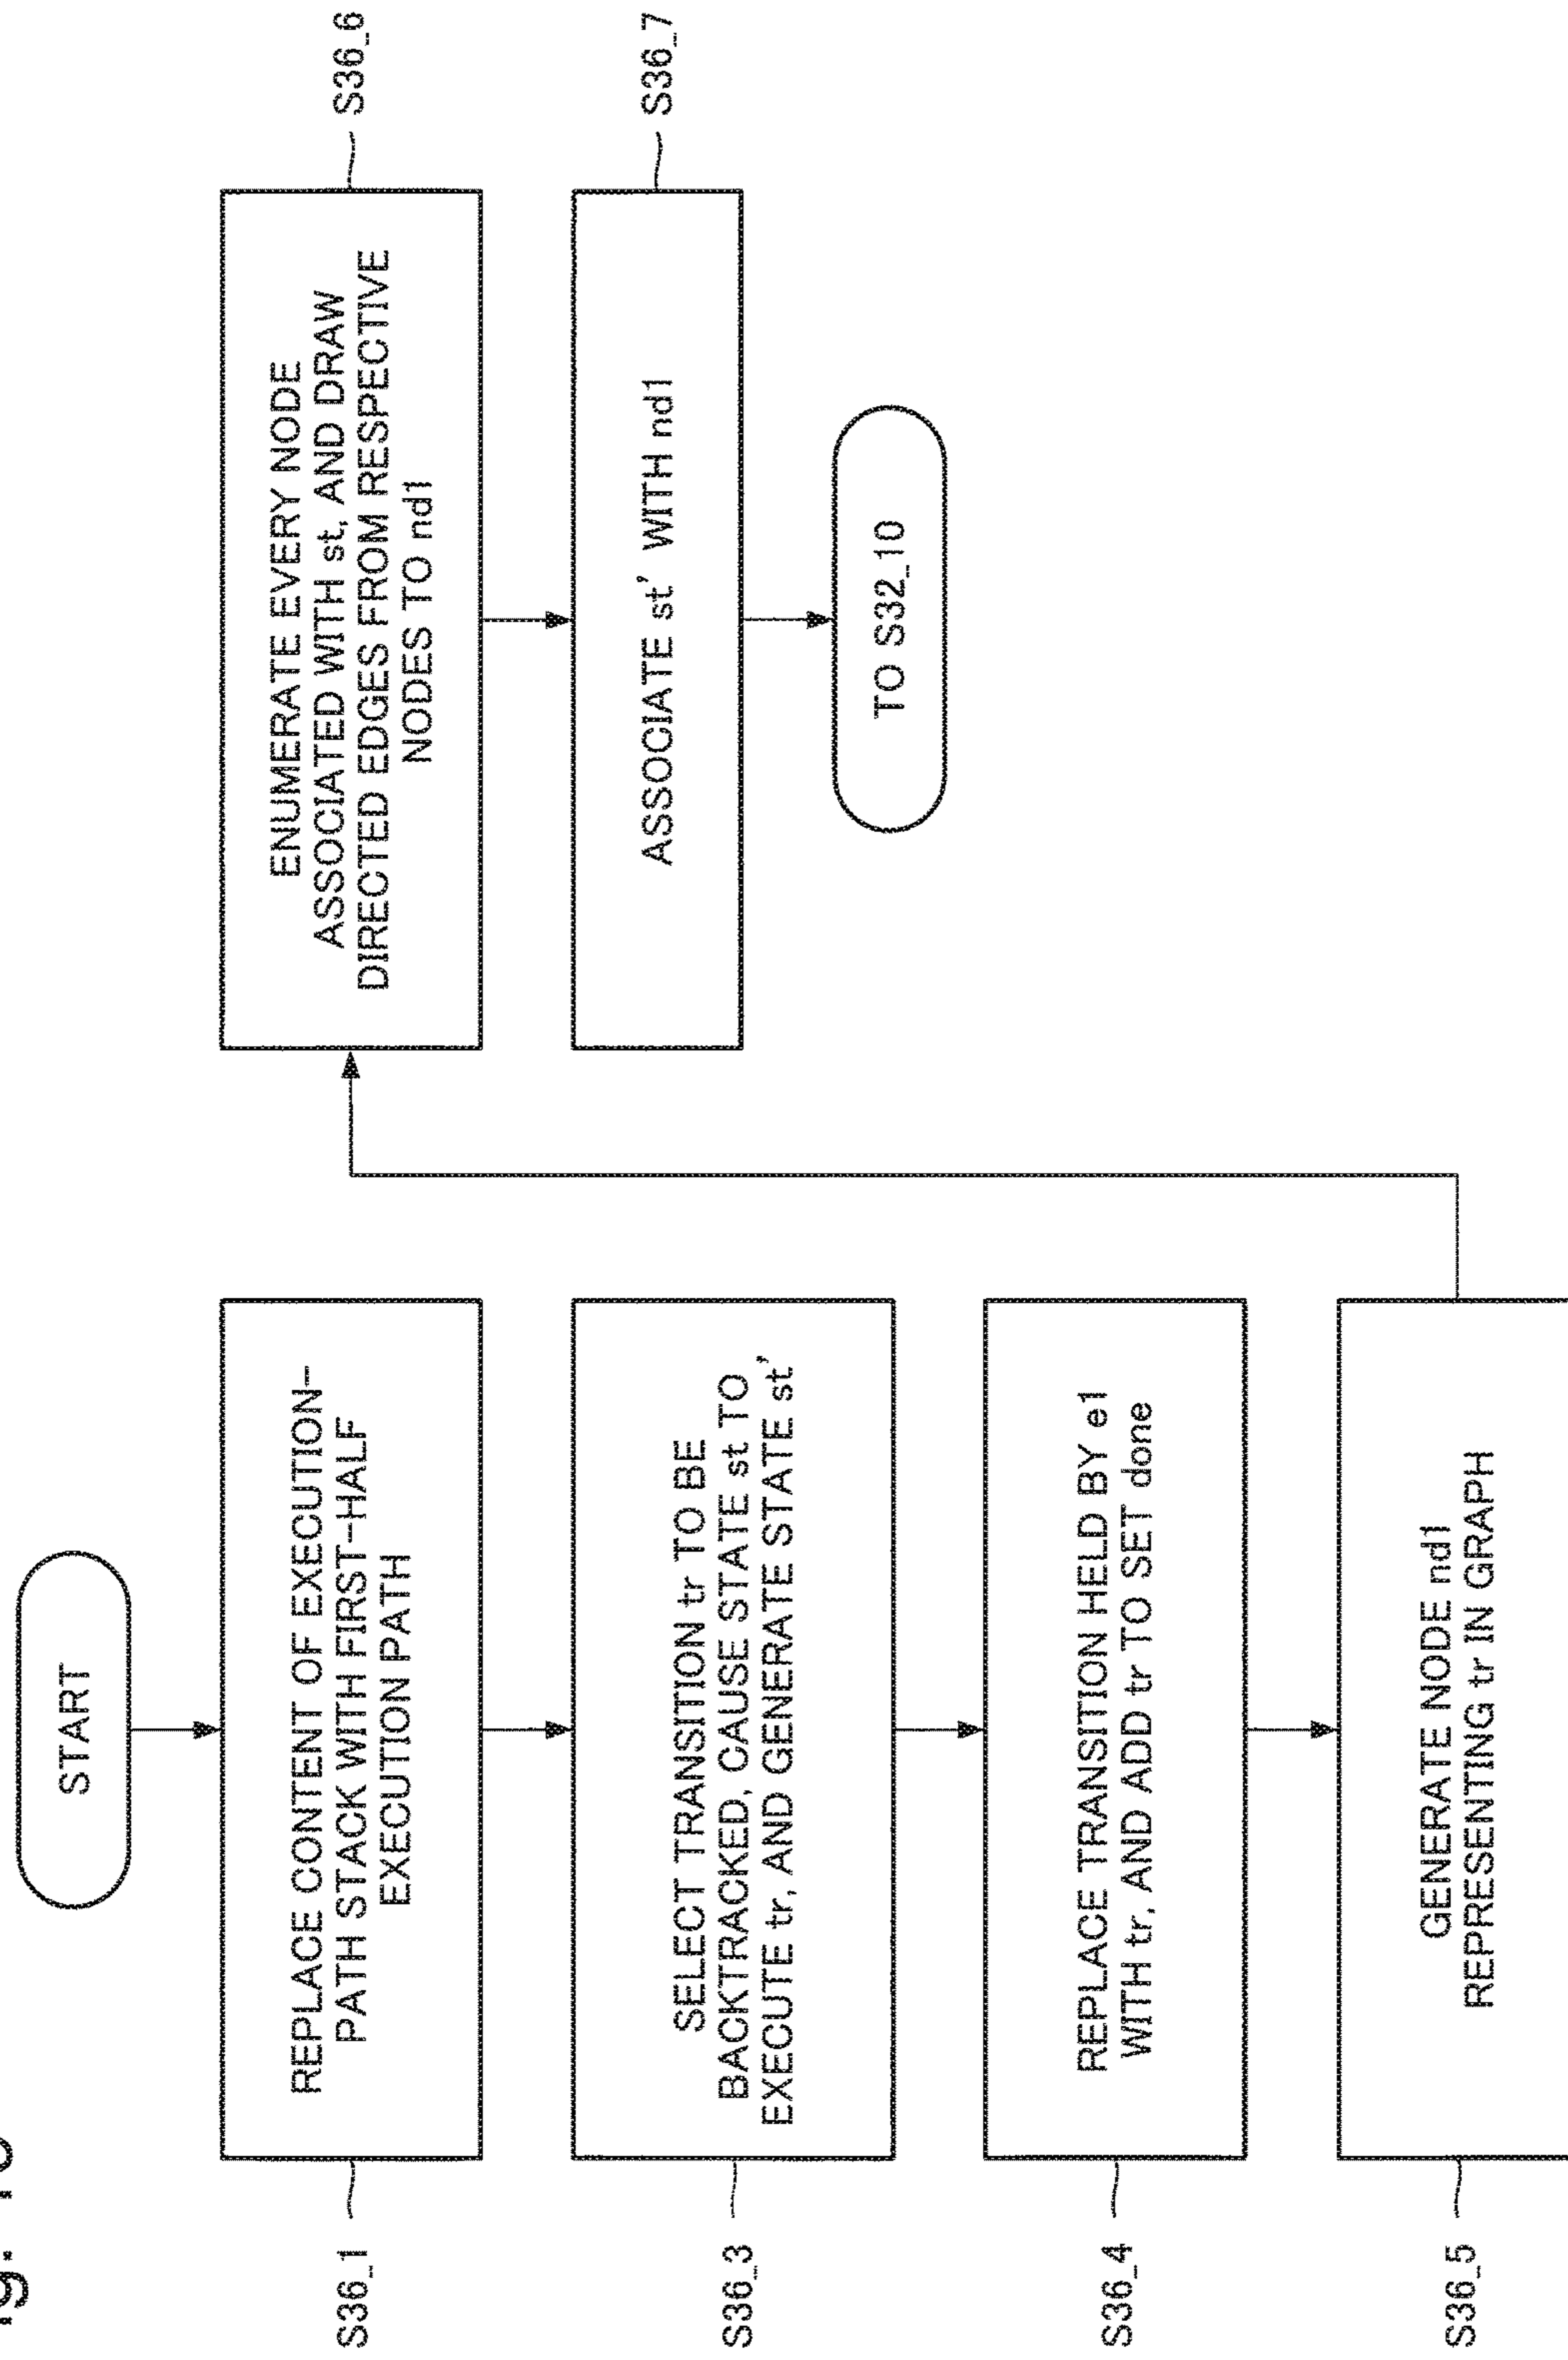 START
S36_1
REPLACE CONTENT OF EXECUTION-
PATH STACK WITH FIRST-HALF
EXECUTION PATH
S36_3
SELECT TRANSITION tr TO BE
BACKTRACKED, CAUSE STATE st TO
EXECUTE tr, AND GENERATE STATE st'
S36_4
REPLACE TRANSITION HELD BY e1
WITH tr, AND ADD tr TO SET done
S36_5
GENERATE NODE nd1
REPRESENTING tr IN GRAPH
S36_6
ENUMERATE EVERY NODE
ASSOCIATED WITH st, AND DRAW
DIRECTED EDGES FROM RESPECTIVE
NODES TO nd1
S36_7
ASSOCIATE st' WITH nd1
TO S32_10